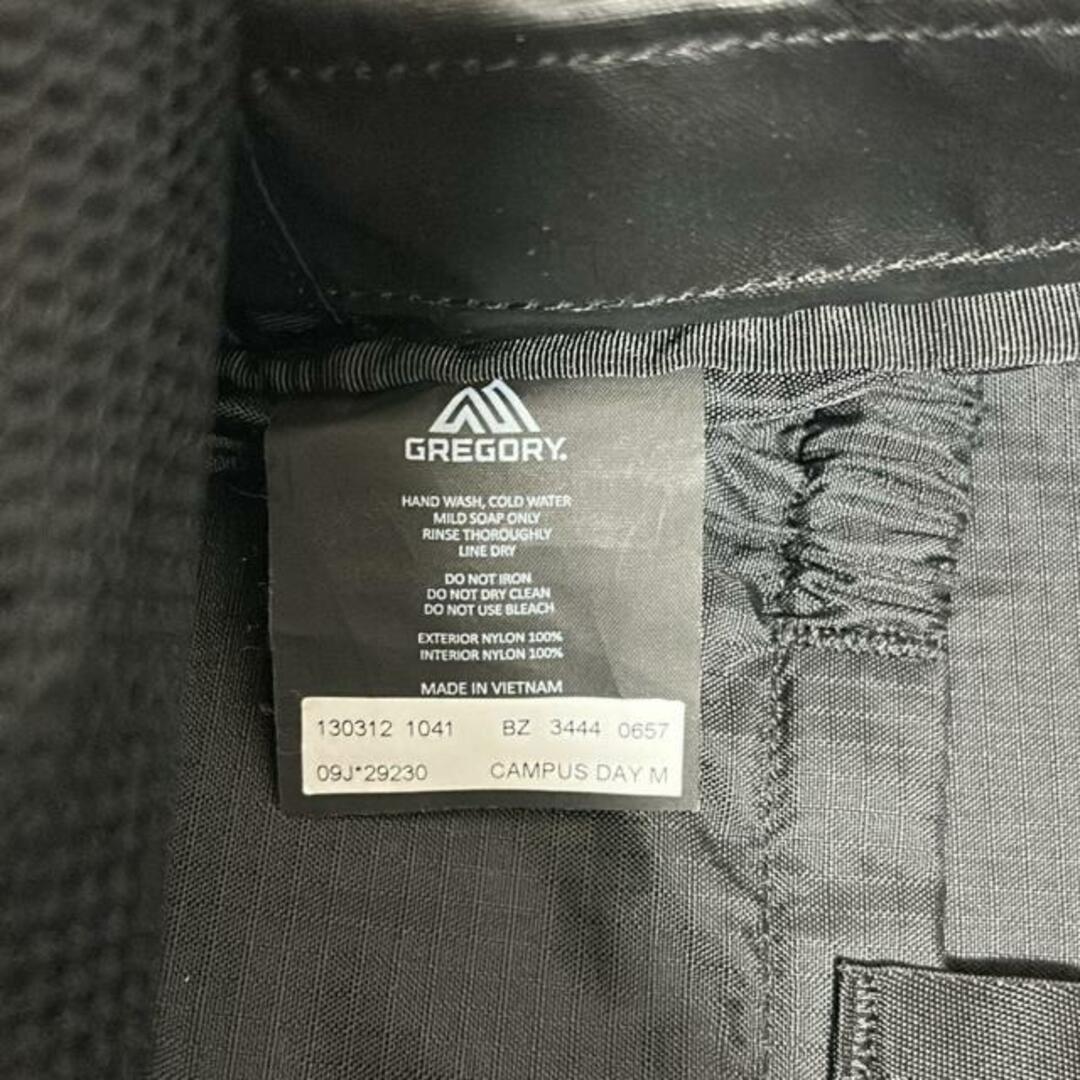 GREGORY.
HAND WASH, COLD WATER
MILD SOAP ONLY
RINSE THOROUGHLY
LINE DRY
DO NOT IRON
DO NOT DRY CLEAN
DO NOT USE BLEACH
EXTERIOR NYLON 100%
INTERIOR NYLON 100%
MADE IN VIETNAM
130312 1041 BZ 3444 0657
09J*29230 CAMPUS DAY M